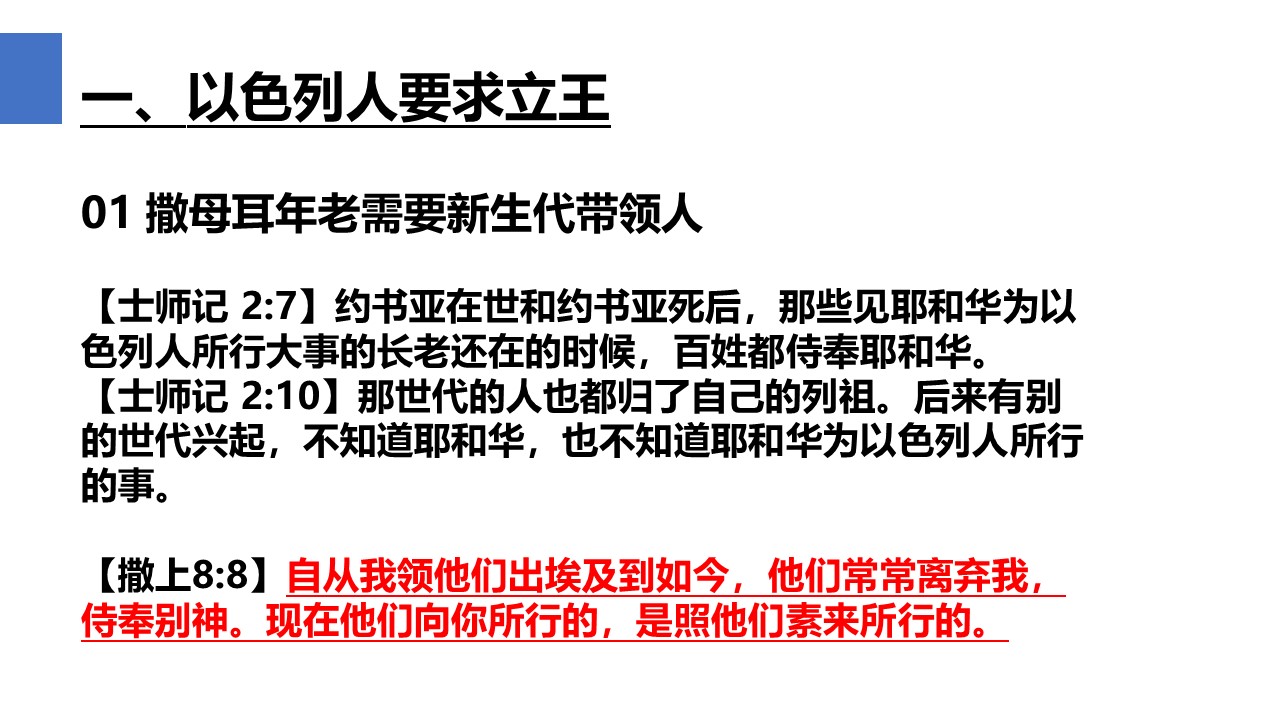 一、以色列人要求立王
01 撒母耳年老需要新生代带领人
【士师记 2:7】约书亚在世和约书亚死后，那些见耶和华为以
色列人所行大事的长老还在的时候，百姓都侍奉耶和华。
【士师记 2:10】那世代的人也都归了自己的列祖。后来有别
的世代兴起，不知道耶和华，也不知道耶和华为以色列人所行
的事。
【撒上8:8】自从我领他们出埃及到如今，他们常常离弃我，
侍奉别神。现在他们向你所行的，是照他们素来所行的。